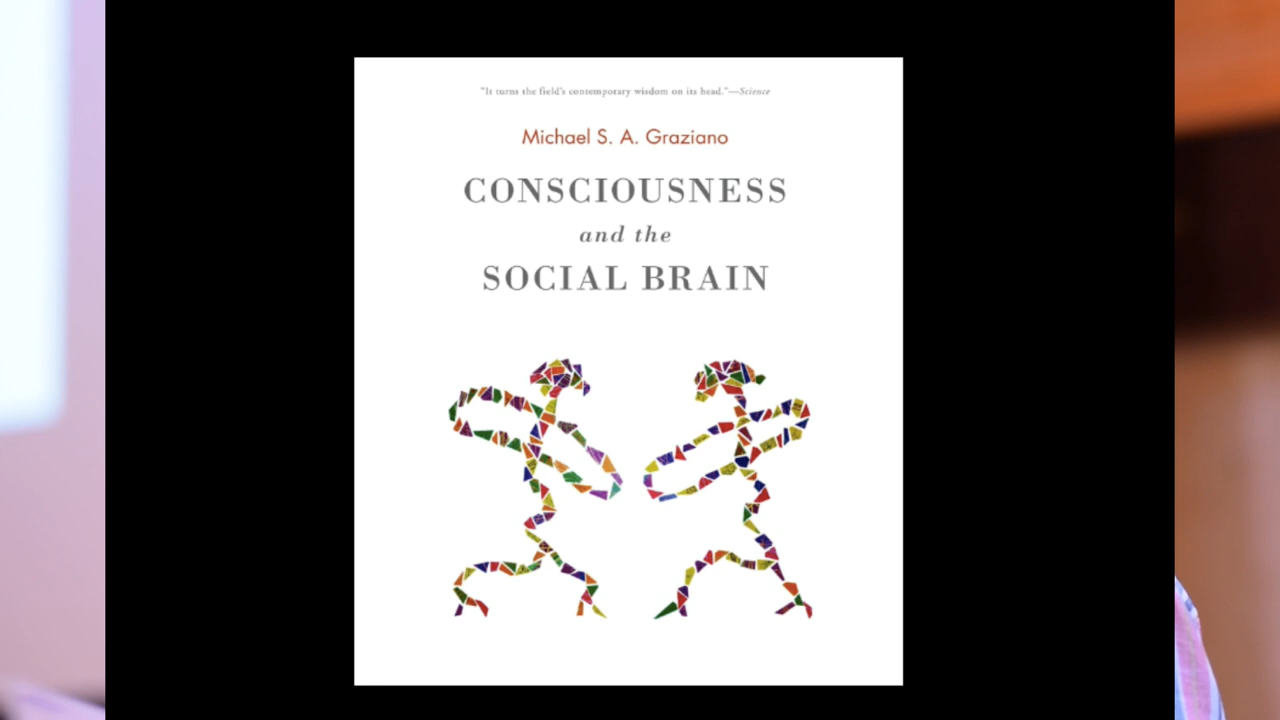 "It turns the field's contemporary wisdom on its head."—Science
Michael S. A. Graziano
CONSCIOUSNESS
and the
SOCIAL BRAIN